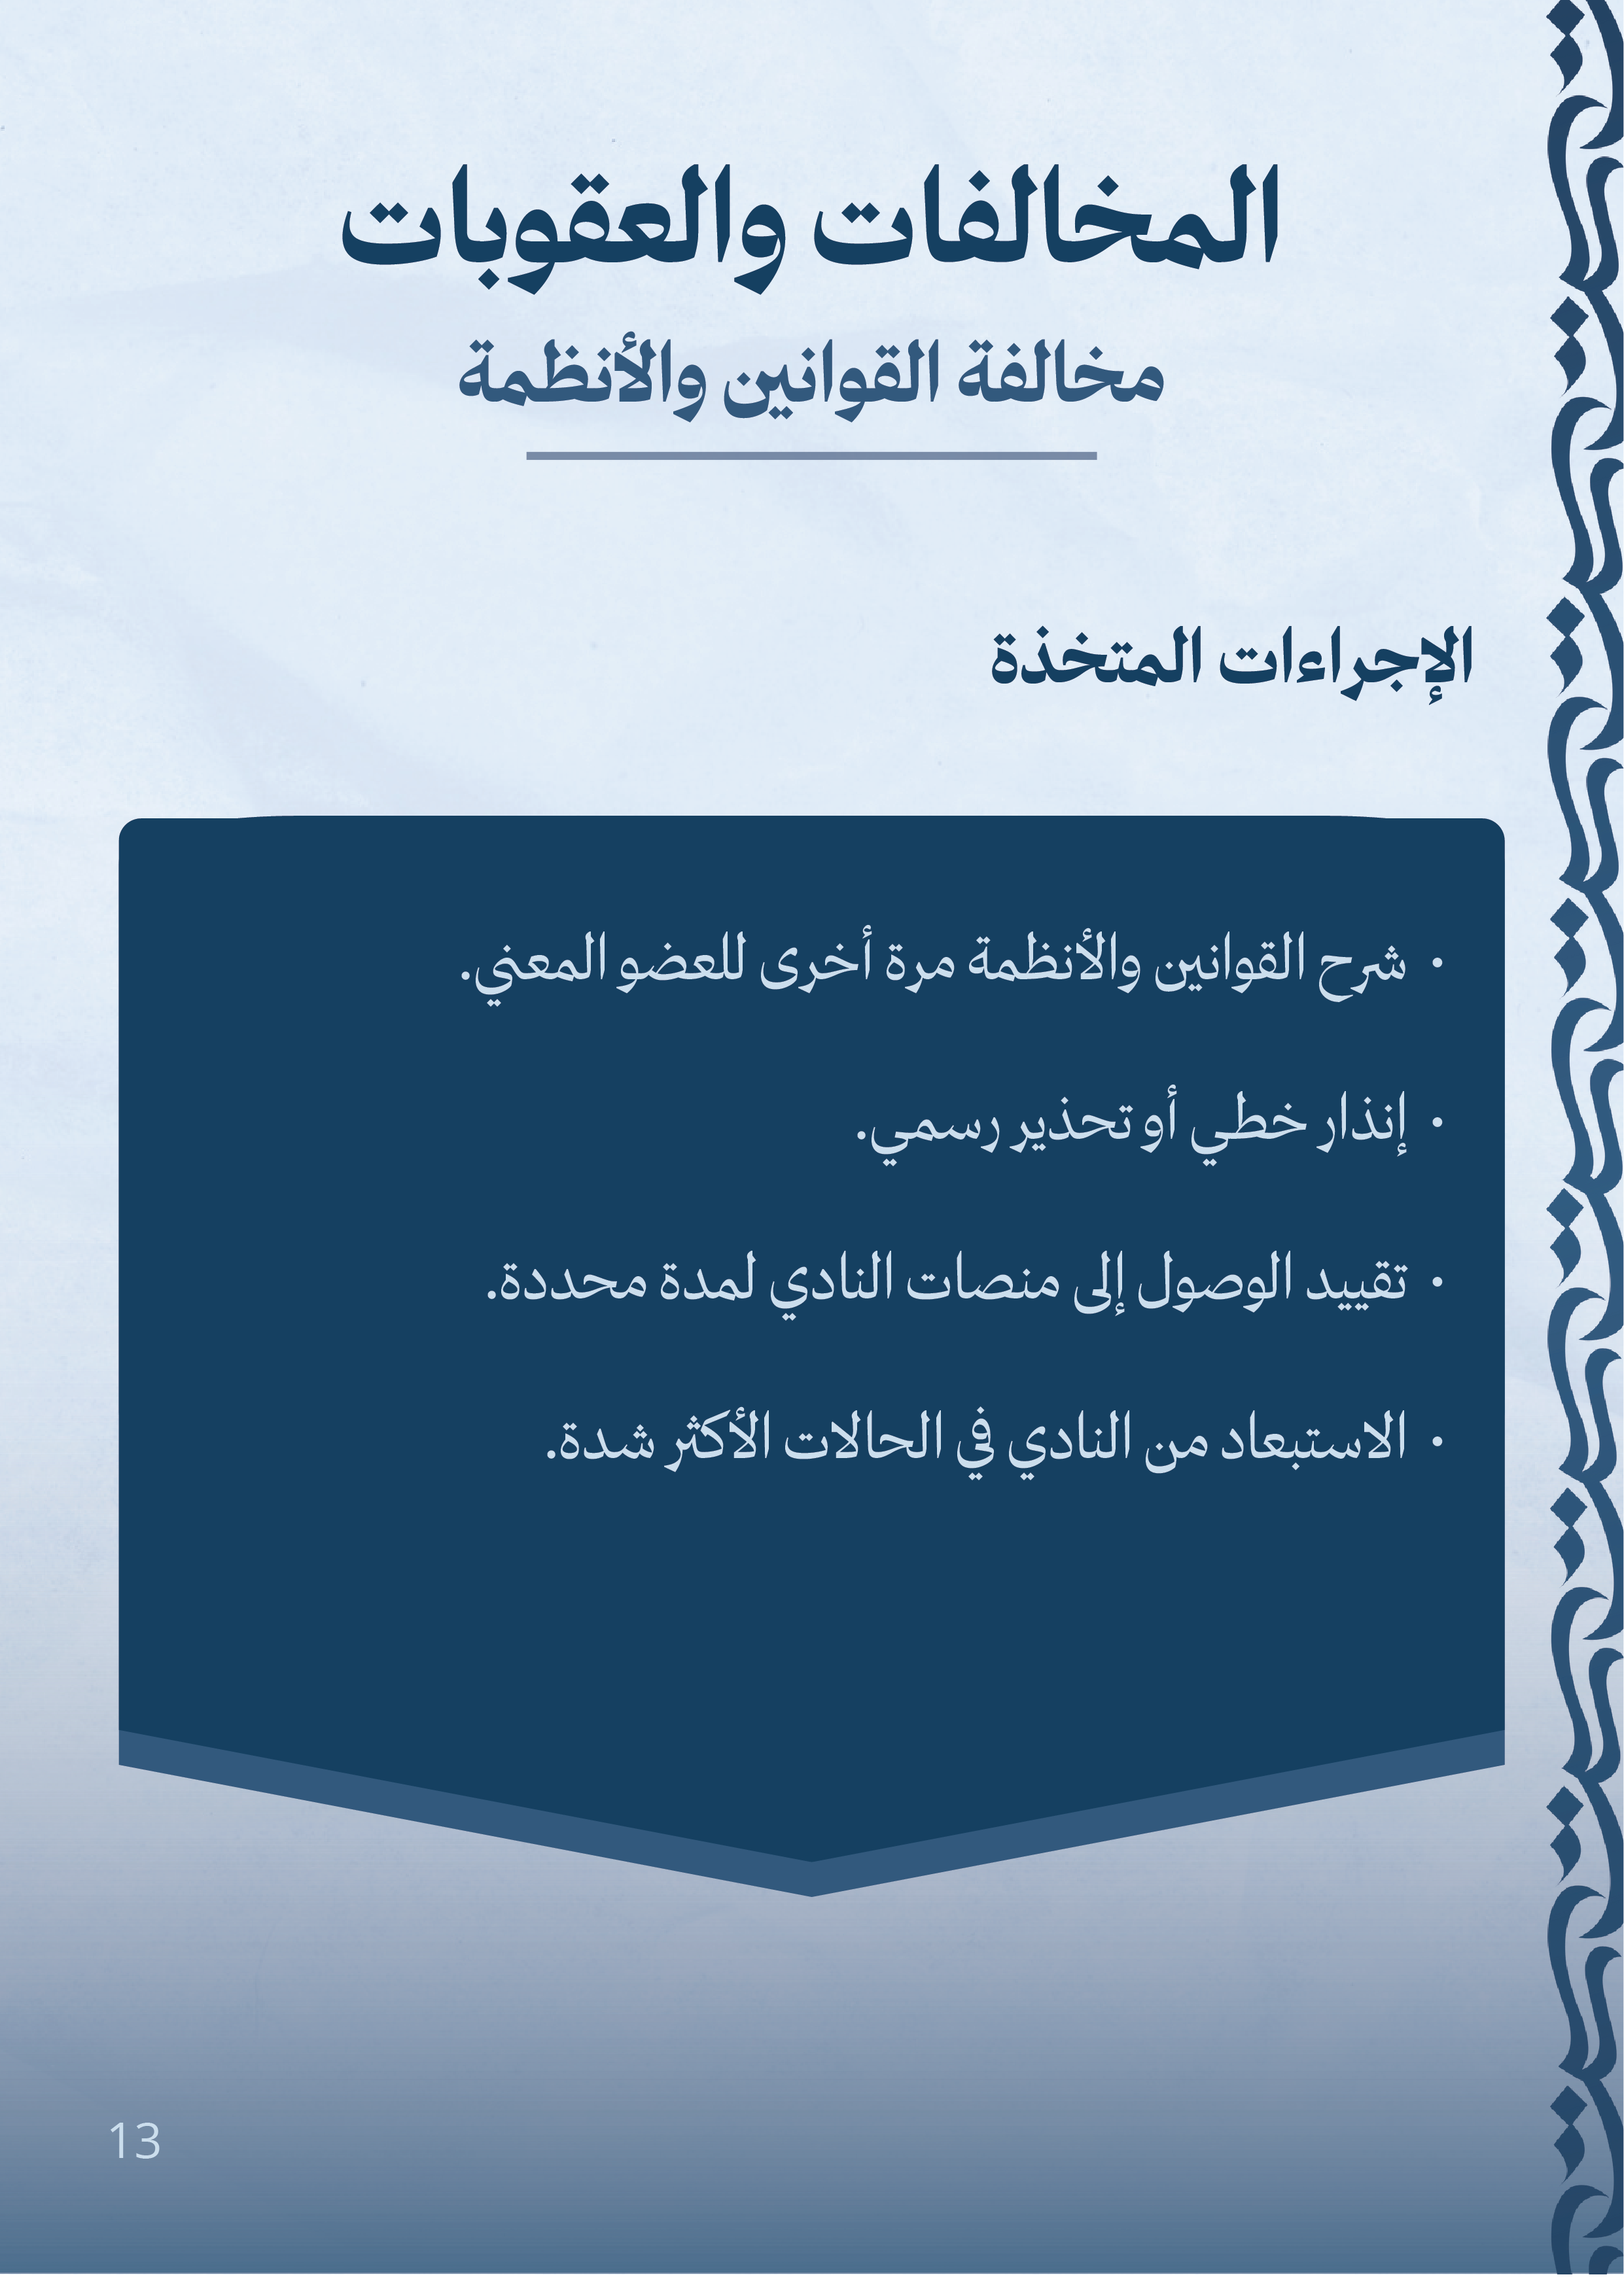 المخالفات والعقوبات
مخالفة القوانين والأنظمة
الإجراءات المتخذة
• شرح القوانين والأنظمة مرة أخرى للعضو المعني.
• إنذار خطي أو تحذير رسمي.
• تقييد الوصول إلى منصات النادي لمدة محددة.
• الاستبعاد من النادي في الحالات الأكثر شدة.
13